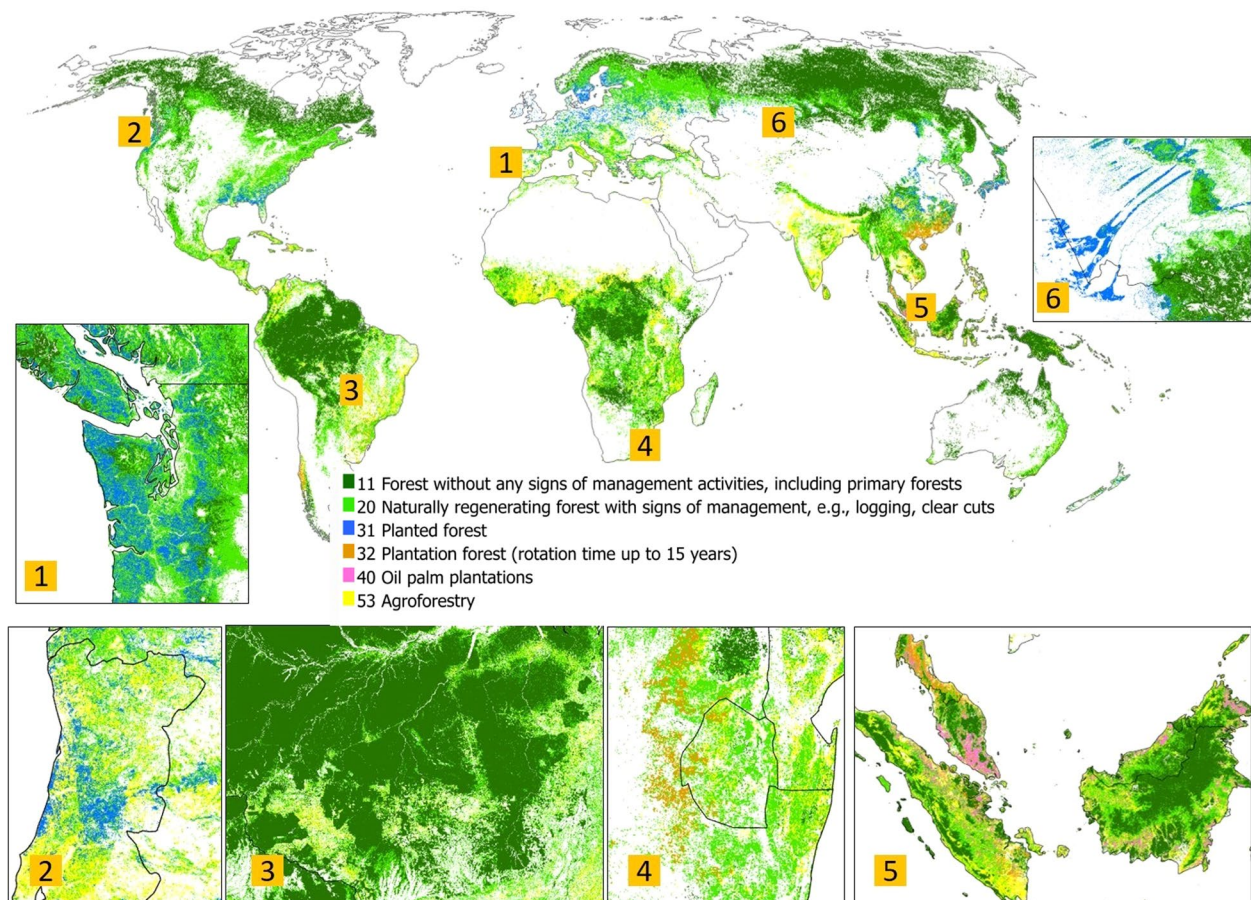 2
1
6
5
6
3
4
11 Forest without any signs of management activities, including primary forests
20 Naturally regenerating forest with signs of management, e.g., logging, clear cuts
31 Planted forest
32 Plantation forest (rotation time up to 15 years)
40 Oil palm plantations
53 Agroforestry
1
2
3
4
5